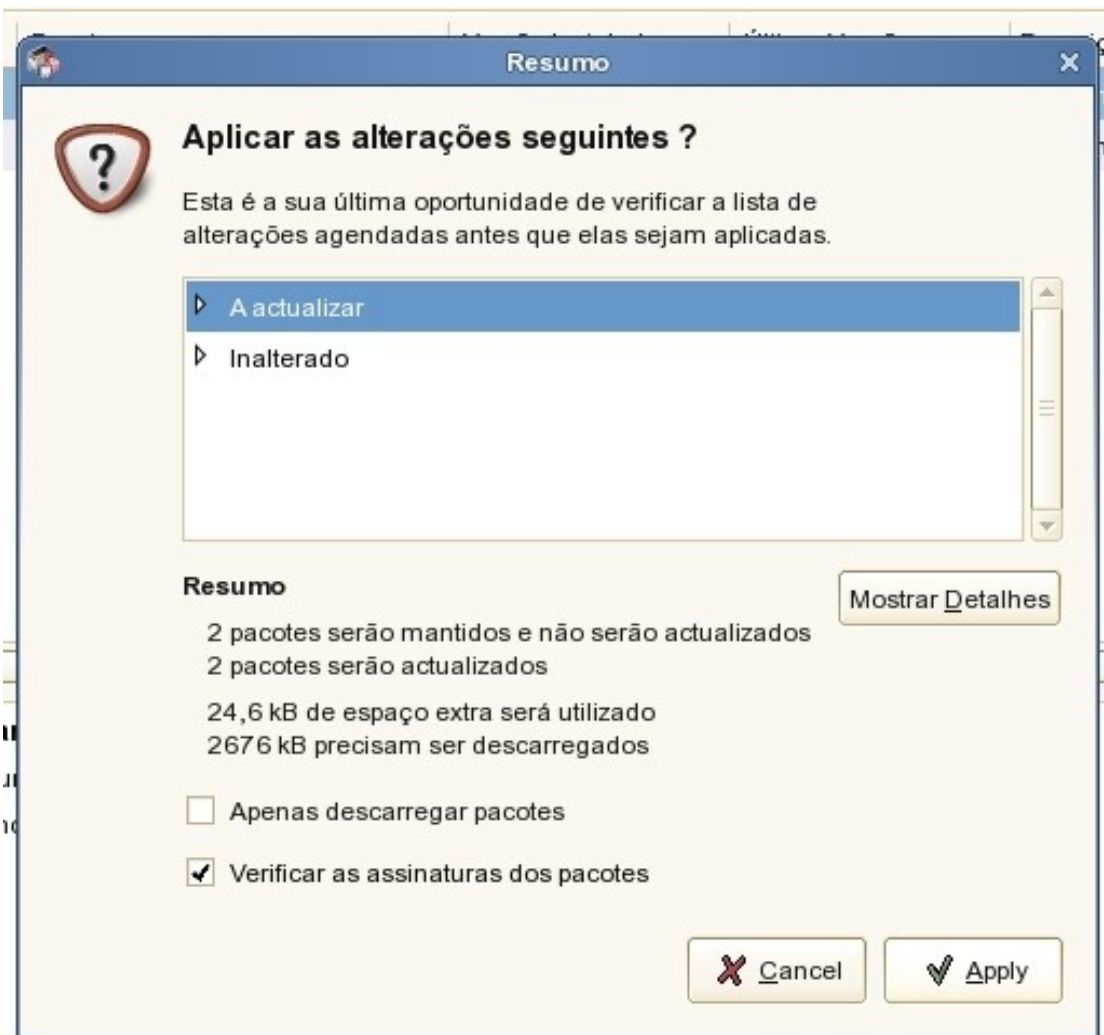 Resumo
Aplicar as alterações seguintes ?
Esta é a sua última oportunidade de verificar a lista de
alterações agendadas antes que elas sejam aplicadas.
A actualizar
Inalterado
Resumo
Mostrar Detalhes
2 pacotes serão mantidos e não serão actualizados
2 pacotes serão actualizados
24,6 kB de espaço extra será utilizado
2676 kB precisam ser descarregados
Apenas descarregar pacotes
Verificar as assinaturas dos pacotes
Cancel
Apply